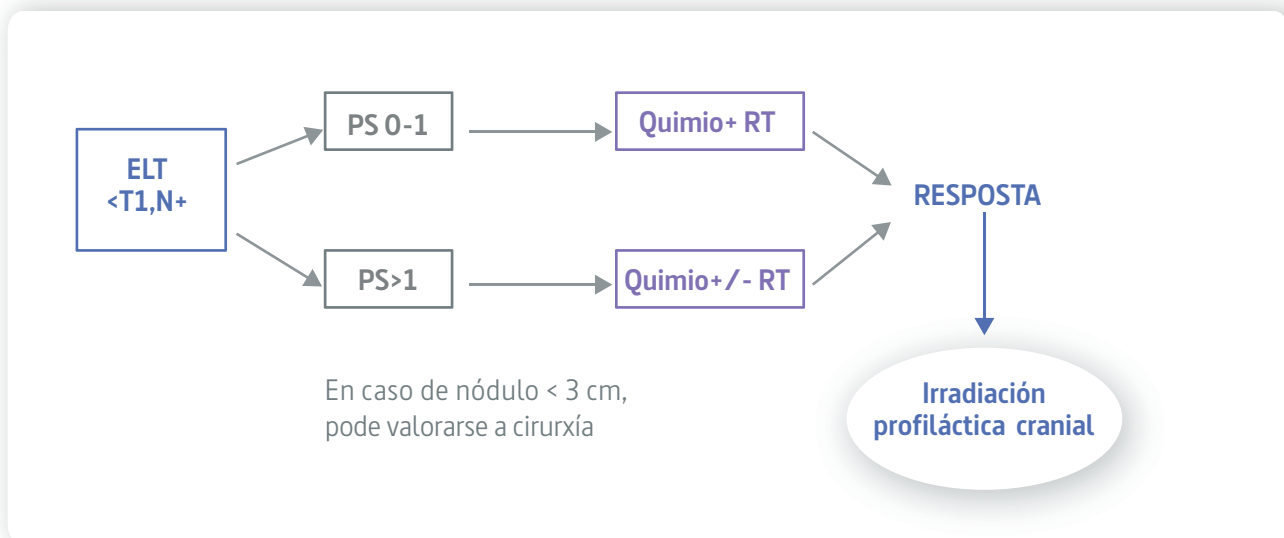 PS 0-1
Quimio+ RT
ELT
<T1,N+
RESPOSTA
PS>1
Quimio+/- RT
En caso de nódulo < 3 cm,
pode valorarse a cirurxía
Irradiación
profiláctica cranial